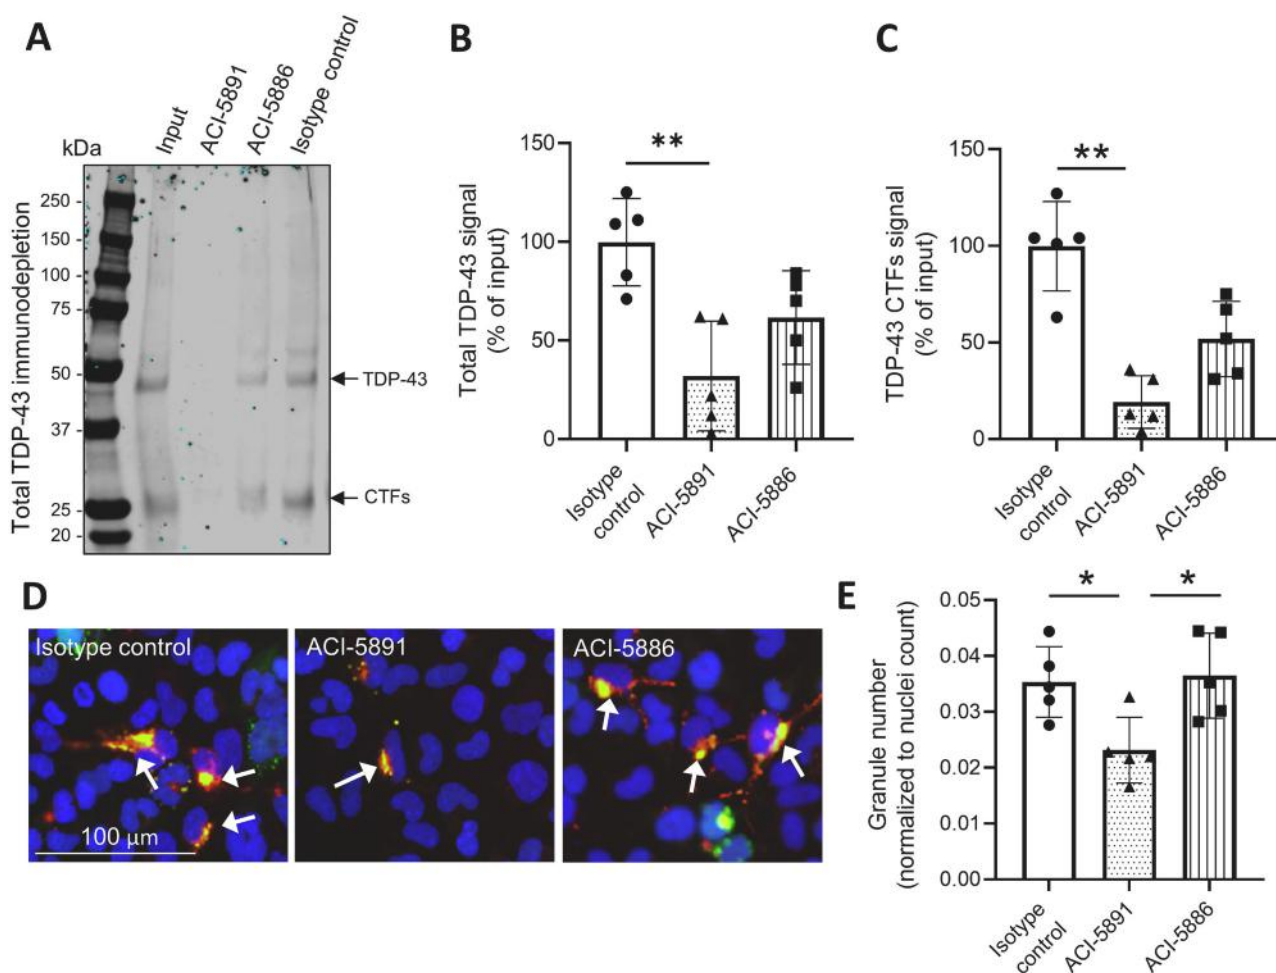 A
kDa
Input
ACI-5891
ACI-5886
Isotype control
Total TDP-43 immunodepletion
250 -
150 -
100 -
75 -
50 -
37 -
25 -
20 -
TDP-43
CTFs
B
**
Total TDP-43 signal
(% of input)
150
100
50
0
Isotype
control
ACI-5891
ACI-5886
C
**
TDP-43 CTFs signal
(% of input)
150
100
50
0
Isotype
control
ACI-5891
ACI-5886
D
Isotype control
100 µm
ACI-5891
ACI-5886
E
*
*
Granule number
(normalized to nuclei count)
0.05
0.04
0.03
0.02
0.01
0.00
Isotype
control
ACI-5891
ACI-5886